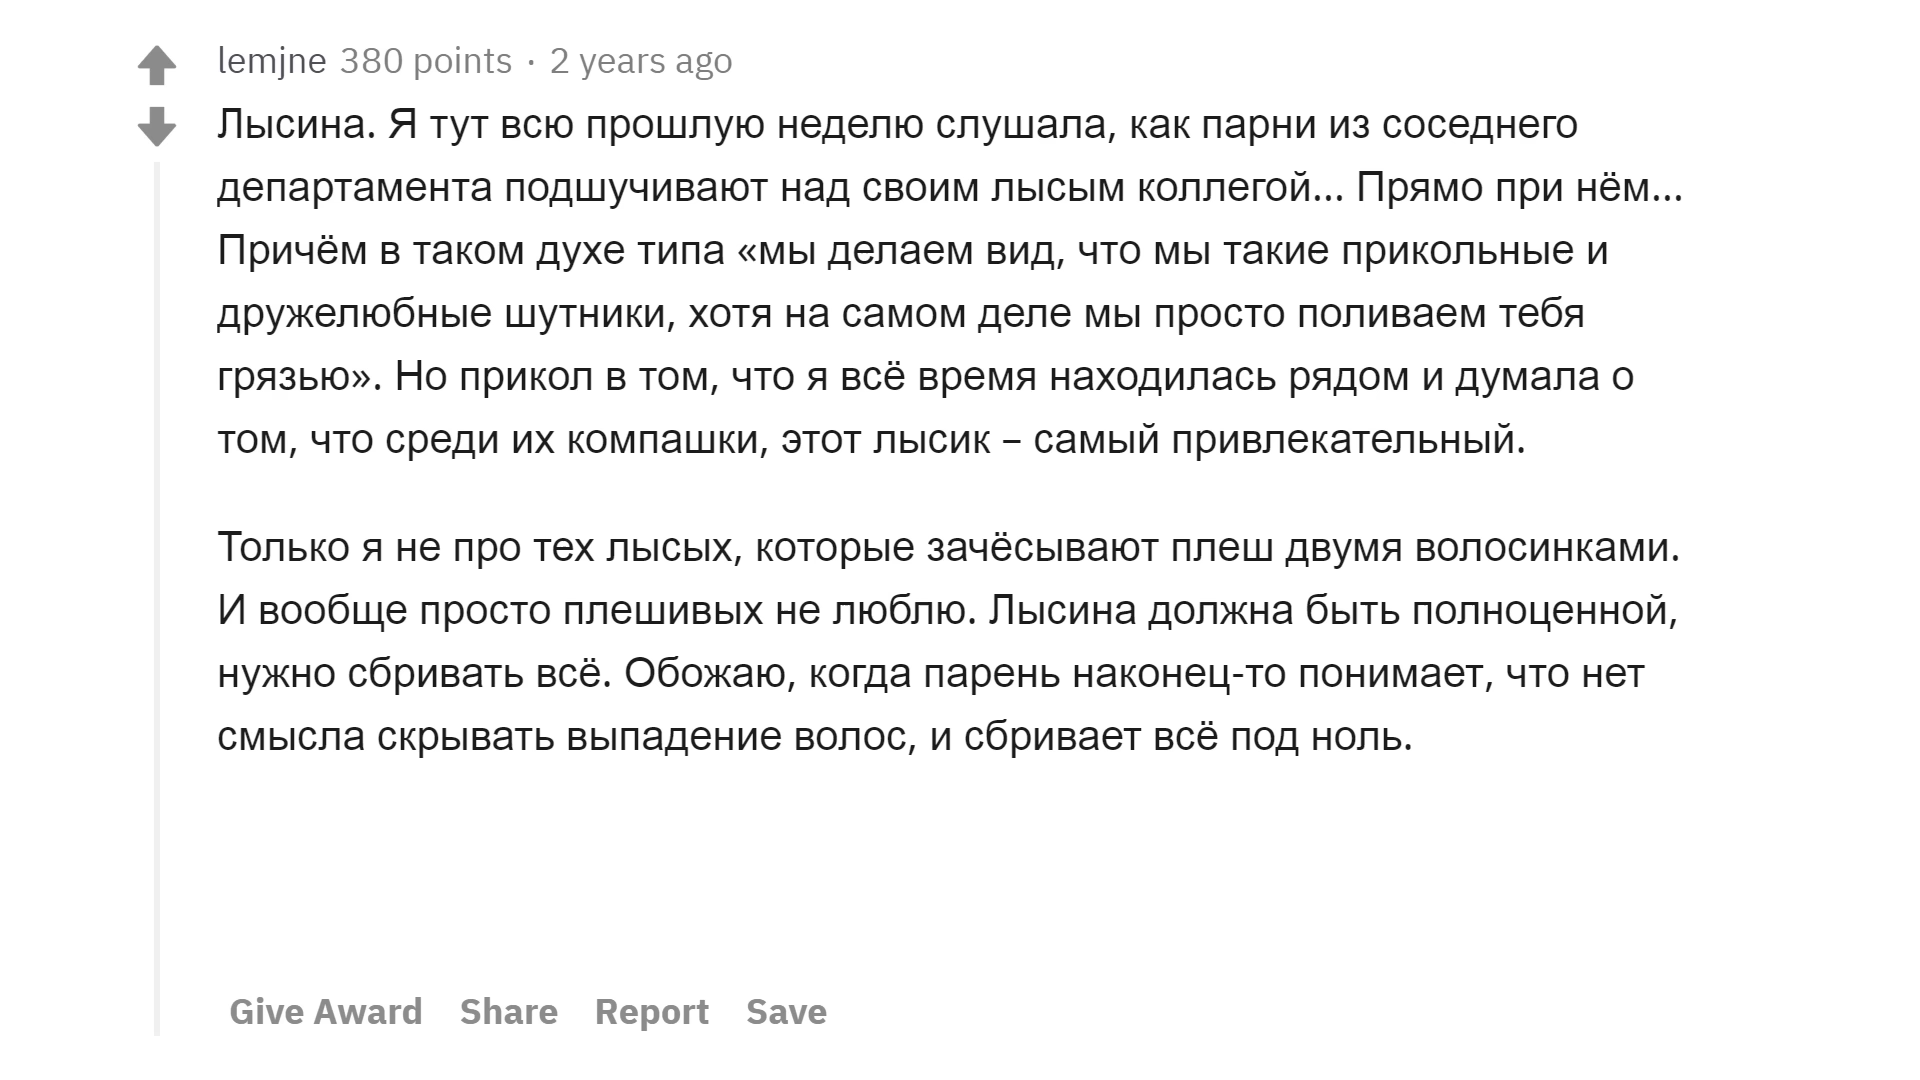 lemjne 380 points · 2 years ago
Лысина. Я тут всю прошлую неделю слушала, как парни из соседнего
департамента подшучивают над своим лысым коллегой... Прямо при нём...
Причём в таком духе типа «мы делаем вид, что мы такие прикольные и
дружелюбные шутники, хотя на самом деле мы просто поливаем тебя
грязью». Но прикол в том, что я всё время находилась рядом и думала о
том, что среди их компашки, этот лысик – самый привлекательный.
Только я не про тех лысых, которые зачёсывают плеш двумя волосинками.
И вообще просто плешивых не люблю. Лысина должна быть полноценной,
нужно сбривать всё. Обожаю, когда парень наконец-то понимает, что нет
смысла скрывать выпадение волос, и сбривает всё под ноль.
Give Award Share Report Save